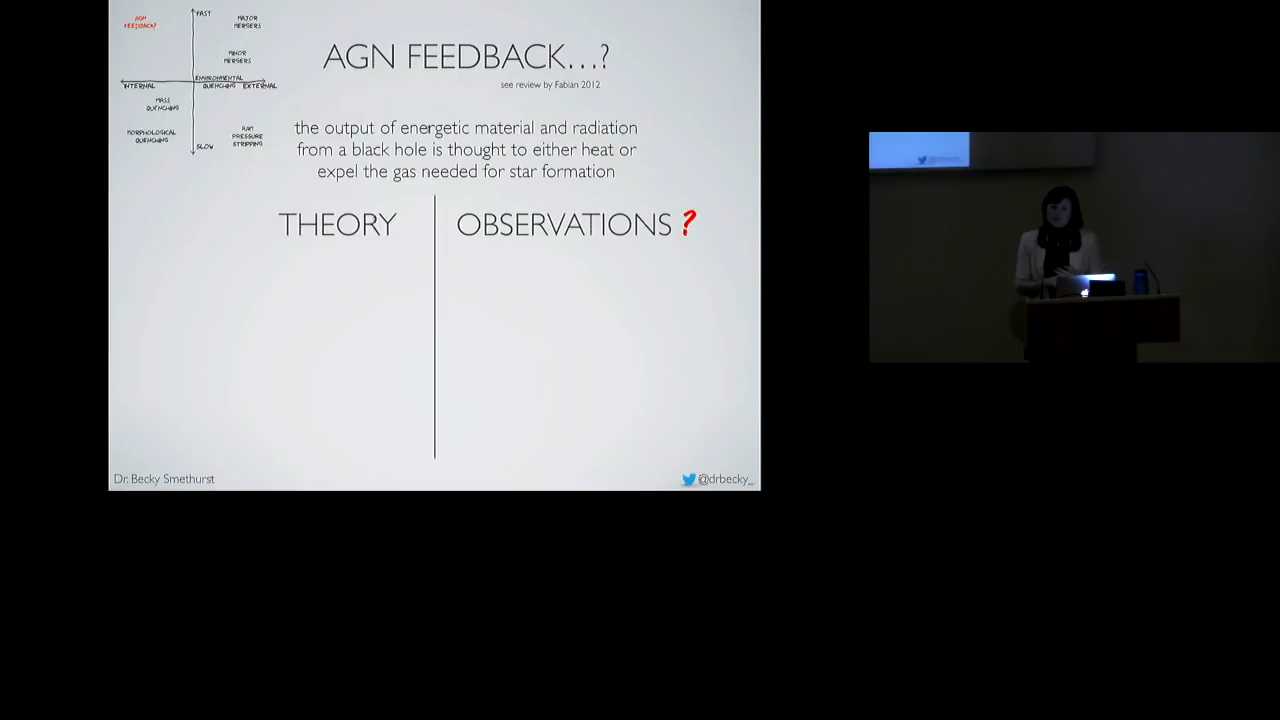 AGN
FEEDBACK?
FAST
MAJOR
MERGERS
MINOR
MERGERS
ENVIRONMENTAL
QUENCHING
INTERNAL
EXTERNAL
MASS
QUENCHING
MORPHOLOGICAL
QUENCHING
RAM
PRESSURE
STRIPPING
SLOW
AGN FEEDBACK...?
see review by Fabian 2012
the output of energetic material and radiation
from a black hole is thought to either heat or
expel the gas needed for star formation
THEORY
OBSERVATIONS ?
Dr. Becky Smethurst
@drbecky_